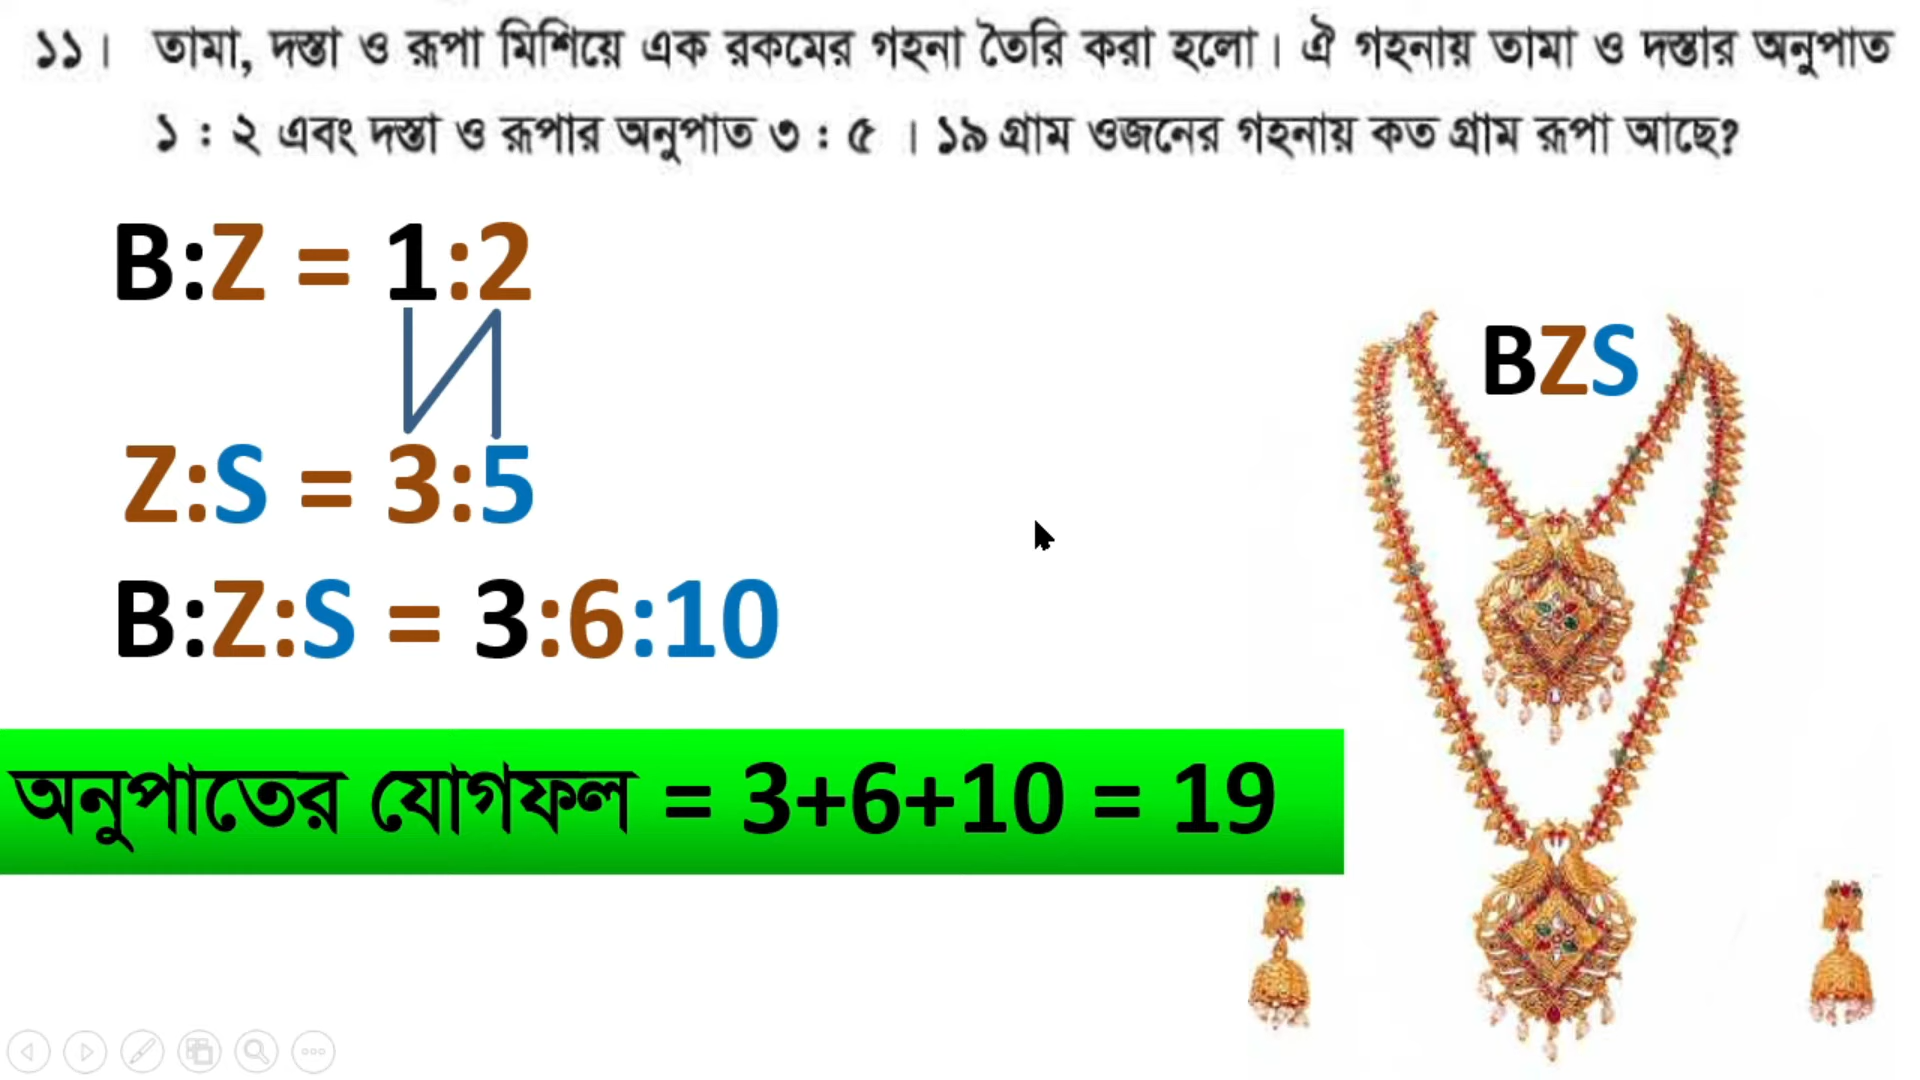 ১১। তামা, দস্তা ও রূপা মিশিয়ে এক রকমের গহনা তৈরি করা হলো। ঐ গহনায় তামা ও দস্তার অনুপাত
১ : ২ এবং দস্তা ও রূপার অনুপাত ৩ : ৫ । ১৯ গ্রাম ওজনের গহনায় কত গ্রাম রূপা আছে?
B:Z = 1:2
BZS
Z:S = 3:5
B:Z:S = 3:6:10
অনুপাতের যোগফল = 3+6+10 = 19